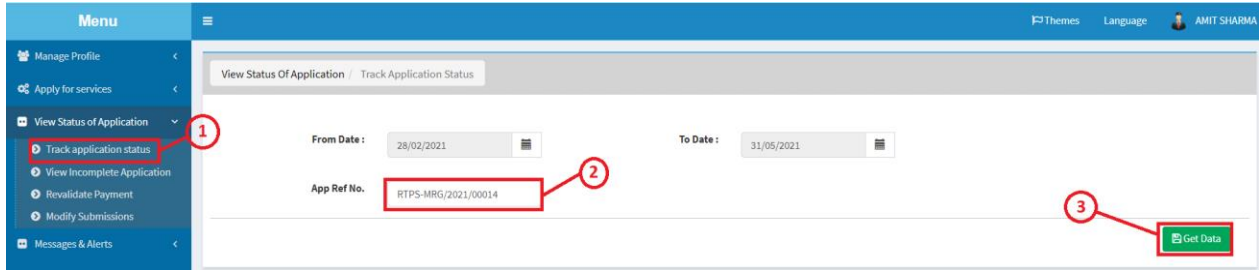 Menu
Themes Language AMIT SHARMA
Manage Profile
View Status Of Application / Track Application Status
Apply for services
View Status of Application
1
Track application status
From Date :
28/02/2021
To Date :
31/05/2021
View Incomplete Application
2
App Ref No.
RTPS-MRG/2021/00014
Revalidate Payment
3
Modify Submissions
Messages & Alerts
Get Data